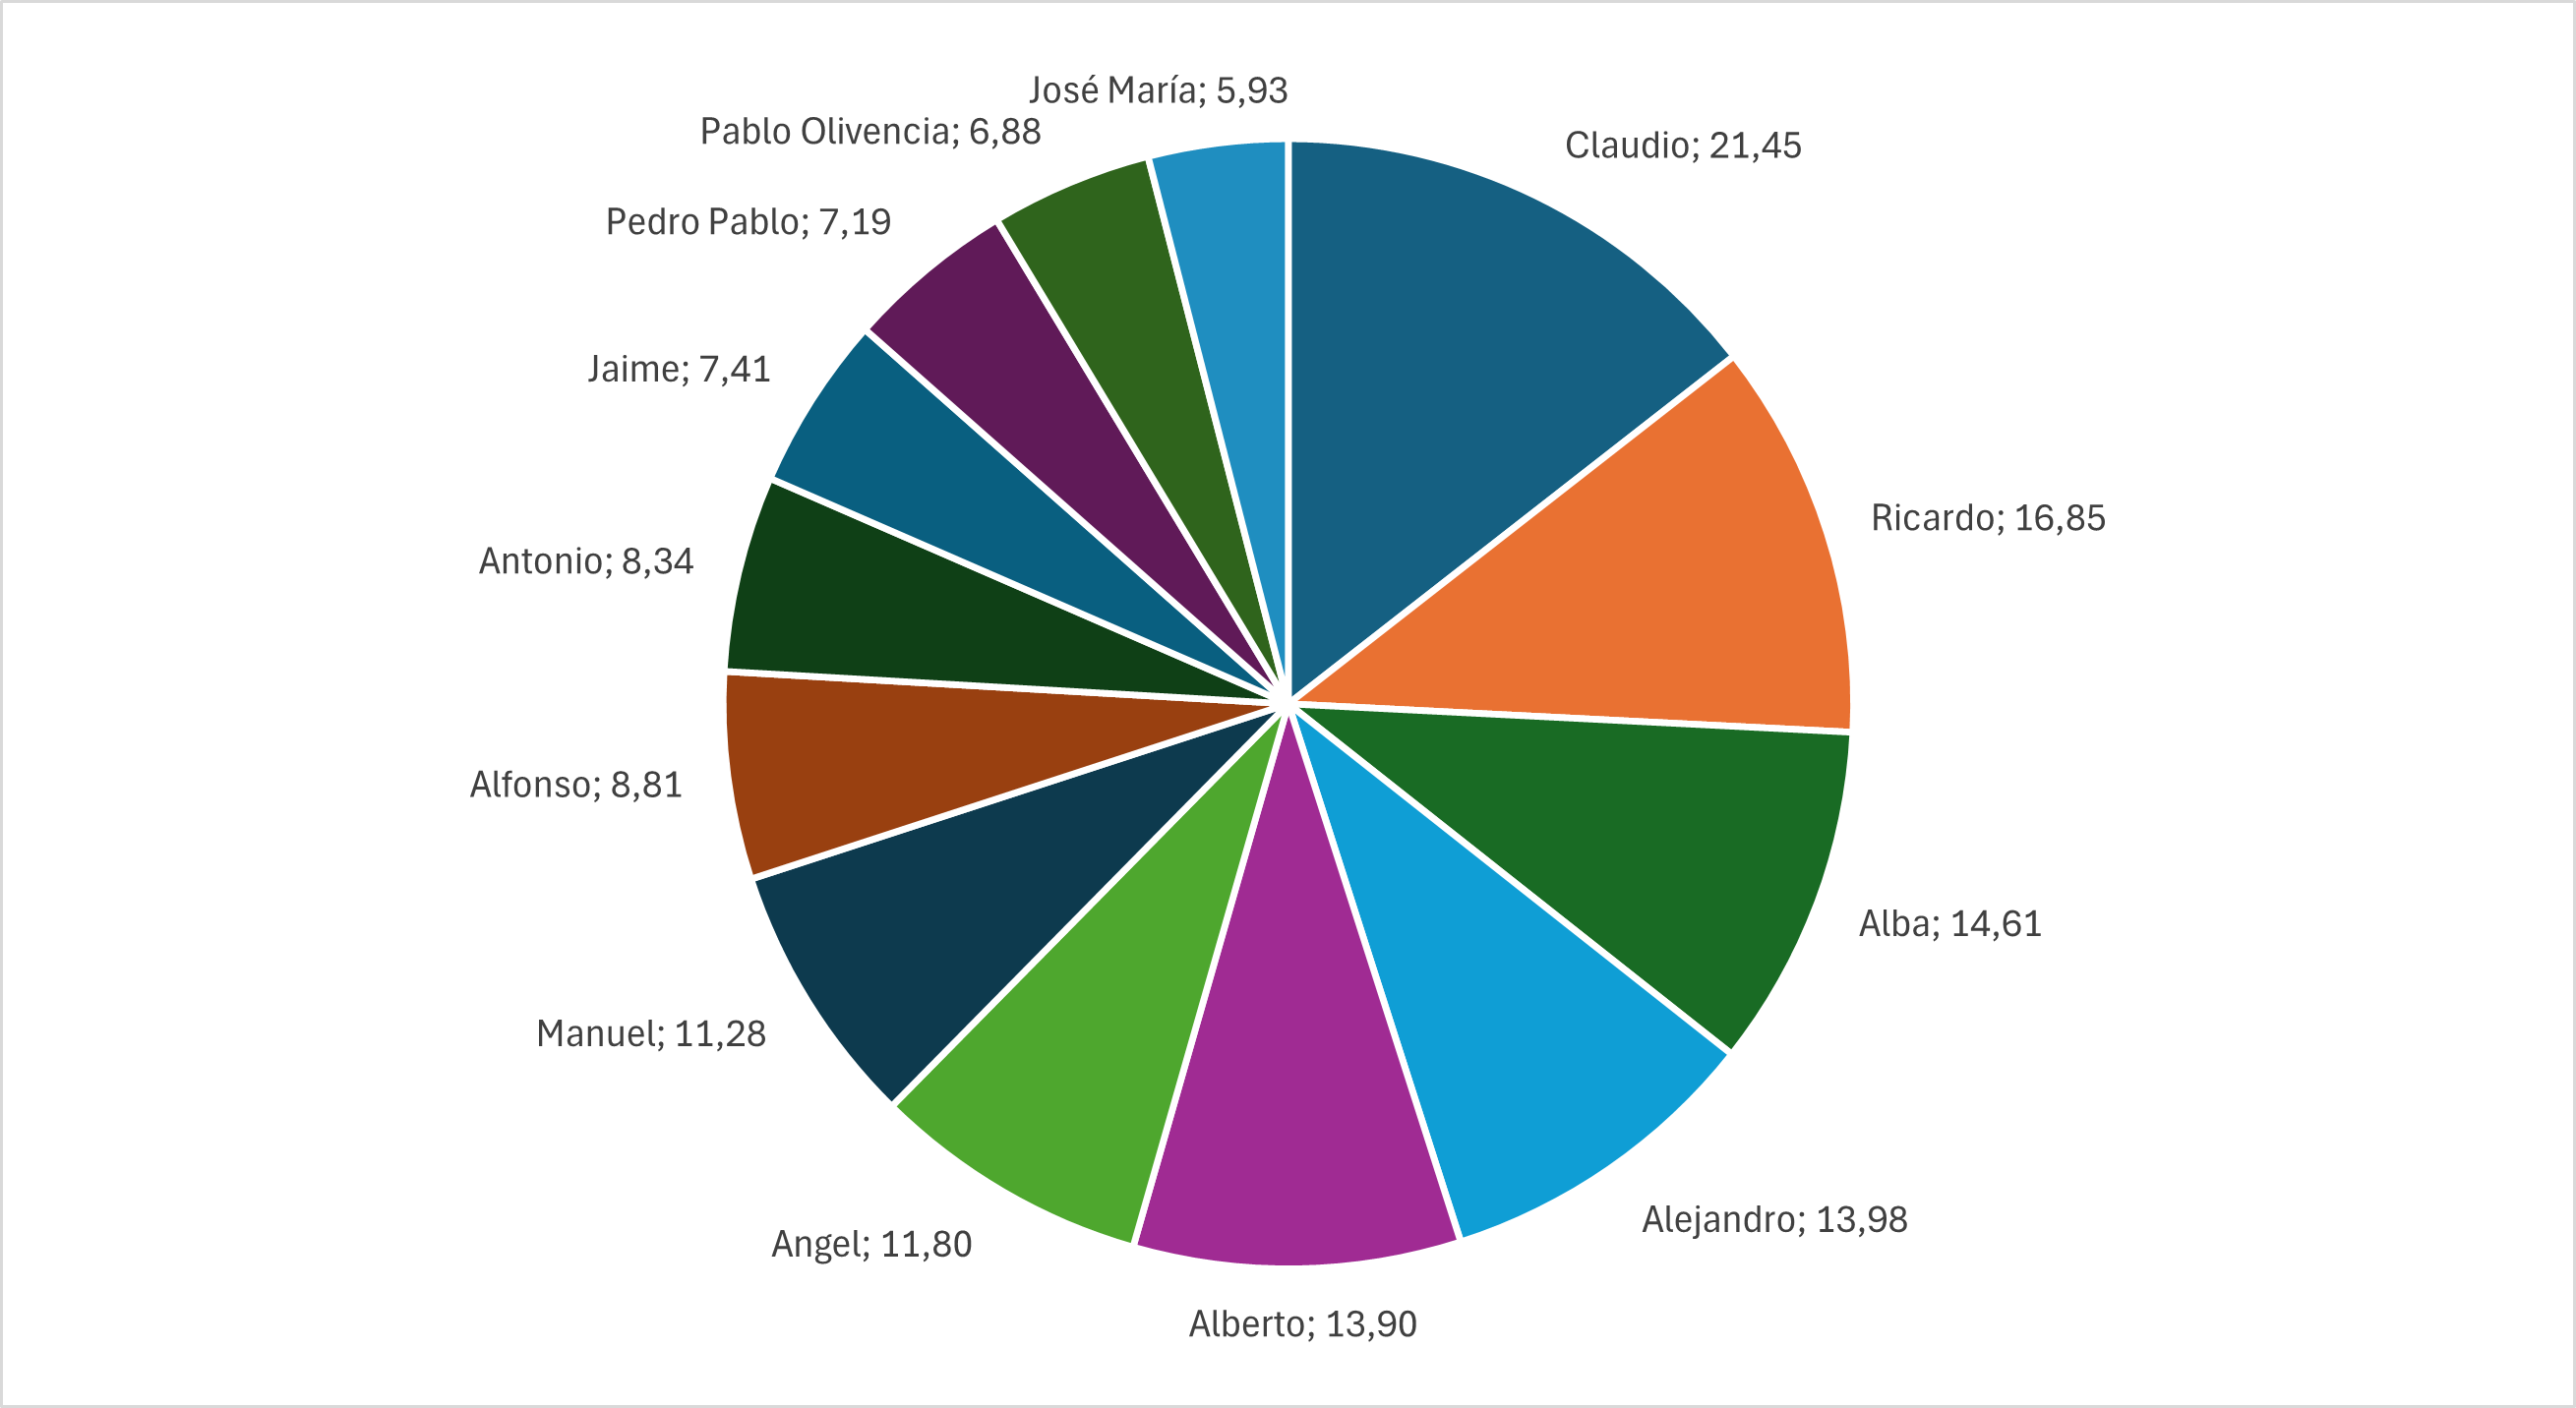 José María; 5,93
Claudio; 21,45
Pablo Olivencia; 6,88
Pedro Pablo; 7,19
Jaime; 7,41
Ricardo; 16,85
Antonio; 8,34
Alfonso; 8,81
Alba; 14,61
Manuel; 11,28
Alejandro; 13,98
Angel; 11,80
Alberto; 13,90